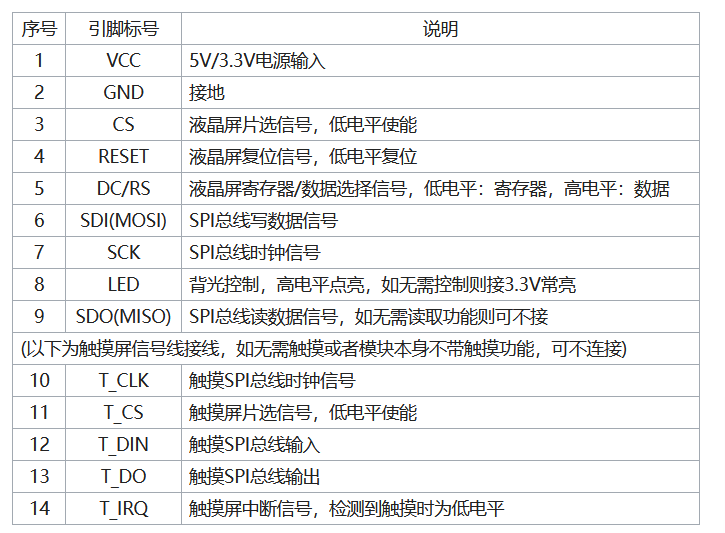 序号 引脚标号 说明
1 VCC 5V/3.3V电源输入
2 GND 接地
3 CS 液晶屏片选信号，低电平使能
4 RESET 液晶屏复位信号，低电平复位
5 DC/RS 液晶屏寄存器/数据选择信号，低电平：寄存器，高电平：数据
6 SDI(MOSI) SPI总线写数据信号
7 SCK SPI总线时钟信号
8 LED 背光控制，高电平点亮，如无需控制则接3.3V常亮
9 SDO(MISO) SPI总线读数据信号，如无需读取功能则可不接
(以下为触摸屏信号线接线，如无需触摸或者模块本身不带触摸功能，可不连接)
10 T_CLK 触摸SPI总线时钟信号
11 T_CS 触摸屏片选信号，低电平使能
12 T_DIN 触摸SPI总线输入
13 T_DO 触摸SPI总线输出
14 T_IRQ 触摸屏中断信号，检测到触摸时为低电平